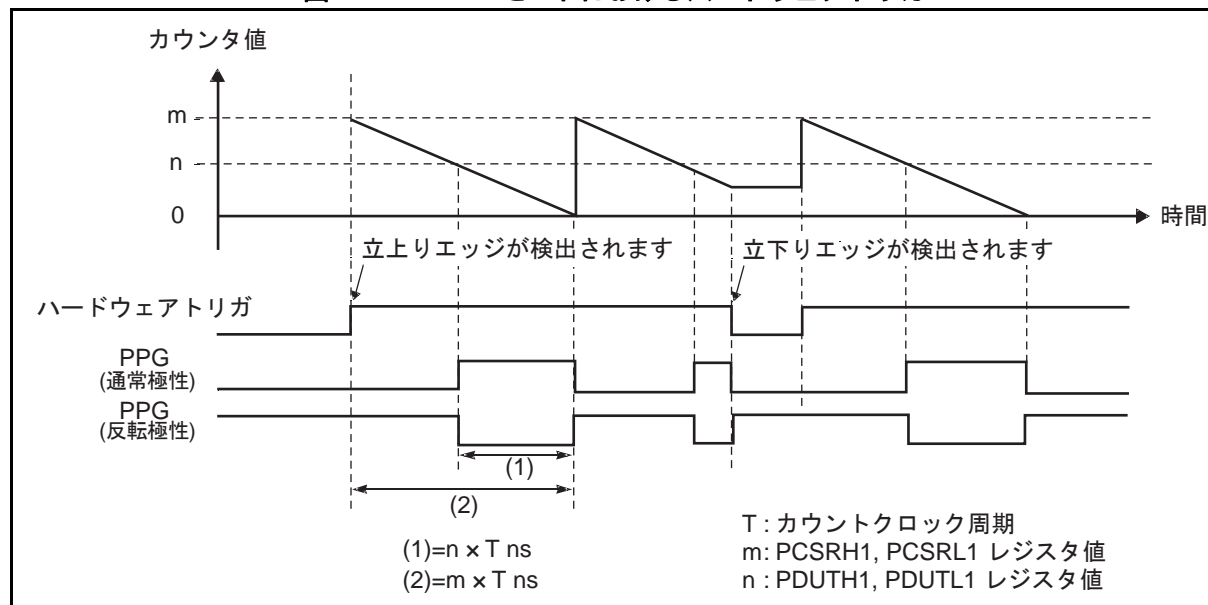 カウンタ値
m
n
0
時間
立上りエッジが検出されます
立下りエッジが検出されます
ハードウェアトリガ
PPG
(通常極性)
PPG
(反転極性)
(1)
(2)
(1)=n × T ns
(2)=m × T ns
T : カウントクロック周期
m: PCSRH1, PCSRL1 レジスタ値
n : PDUTH1, PDUTL1 レジスタ値